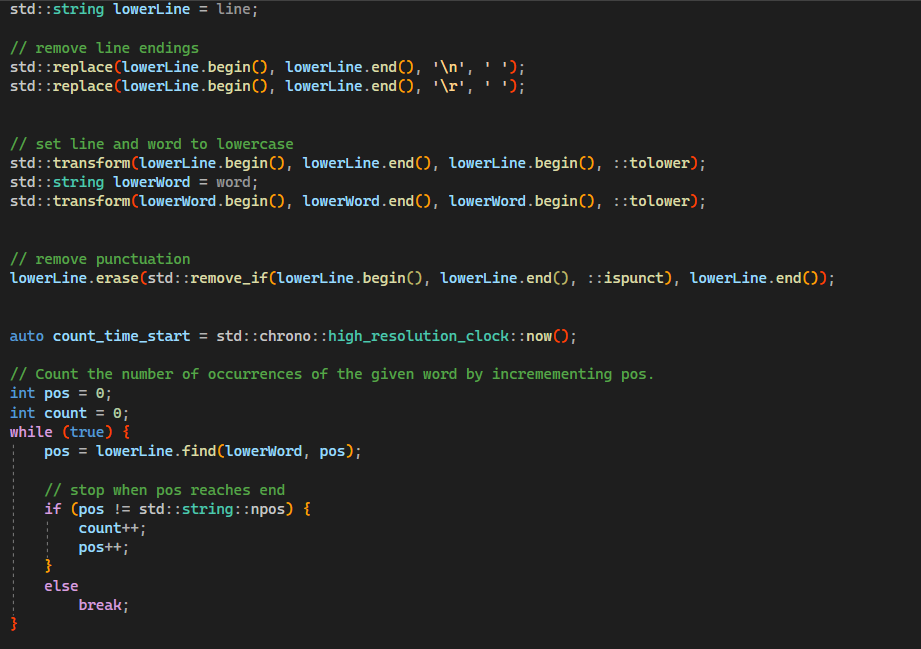 std::string lowerLine = line;
// remove line endings
std::replace(lowerLine.begin(), lowerLine.end(), '\n', ' ');
std::replace(lowerLine.begin(), lowerLine.end(), '\r', ' ');
// set line and word to lowercase
std::transform(lowerLine.begin(), lowerLine.end(), lowerLine.begin(), ::tolower);
std::string lowerWord = word;
std::transform(lowerWord.begin(), lowerWord.end(), lowerWord.begin(), ::tolower);
// remove punctuation
lowerLine.erase(std::remove_if(lowerLine.begin(), lowerLine.end(), ::ispunct), lowerLine.end());
auto count_time_start = std::chrono::high_resolution_clock::now();
// Count the number of occurrences of the given word by incremementing pos.
int pos = 0;
int count = 0;
while (true) {
    pos = lowerLine.find(lowerWord, pos);
    // stop when pos reaches end
    if (pos != std::string::npos) {
        count++;
        pos++;
    }
    else
        break;
}